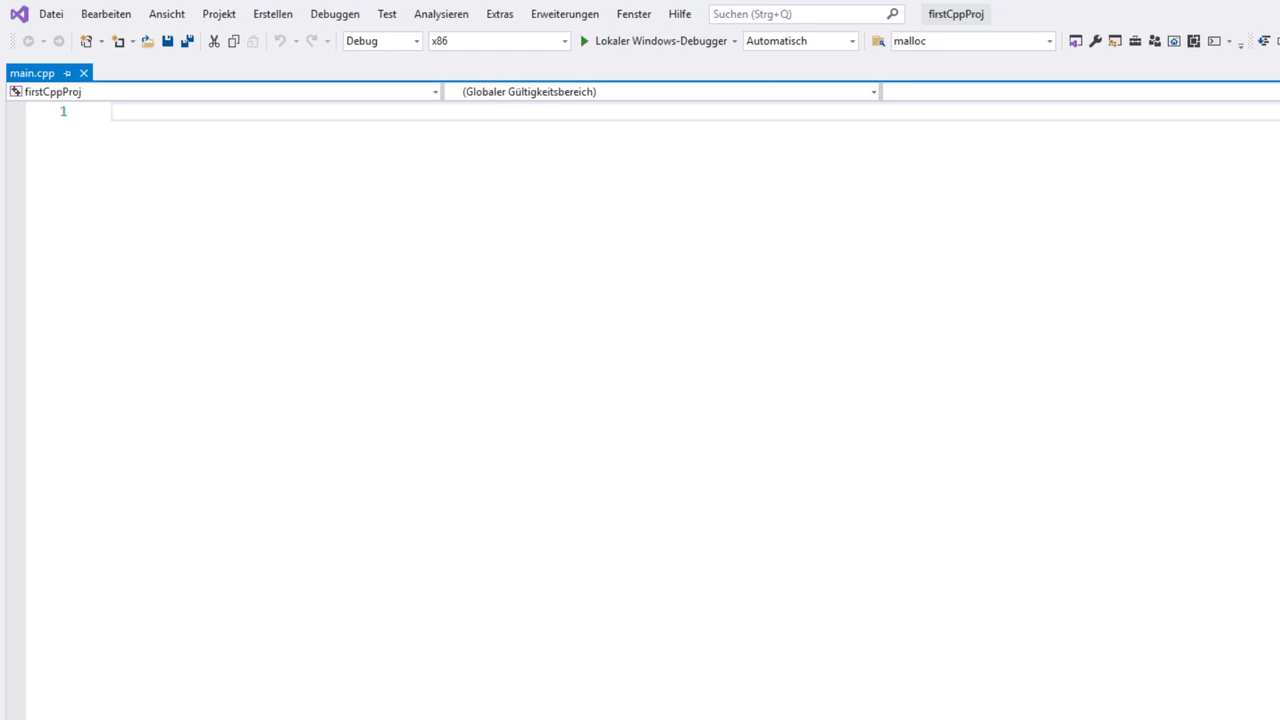 Datei Bearbeiten Ansicht Projekt Erstellen Debuggen Test Analysieren Extras Erweiterungen Fenster Hilfe Suchen (Strg+Q) firstCppProj
Debug x86 Lokaler Windows-Debugger Automatisch malloc
main.cpp
firstCppProj (Globaler Gültigkeitsbereich)
1